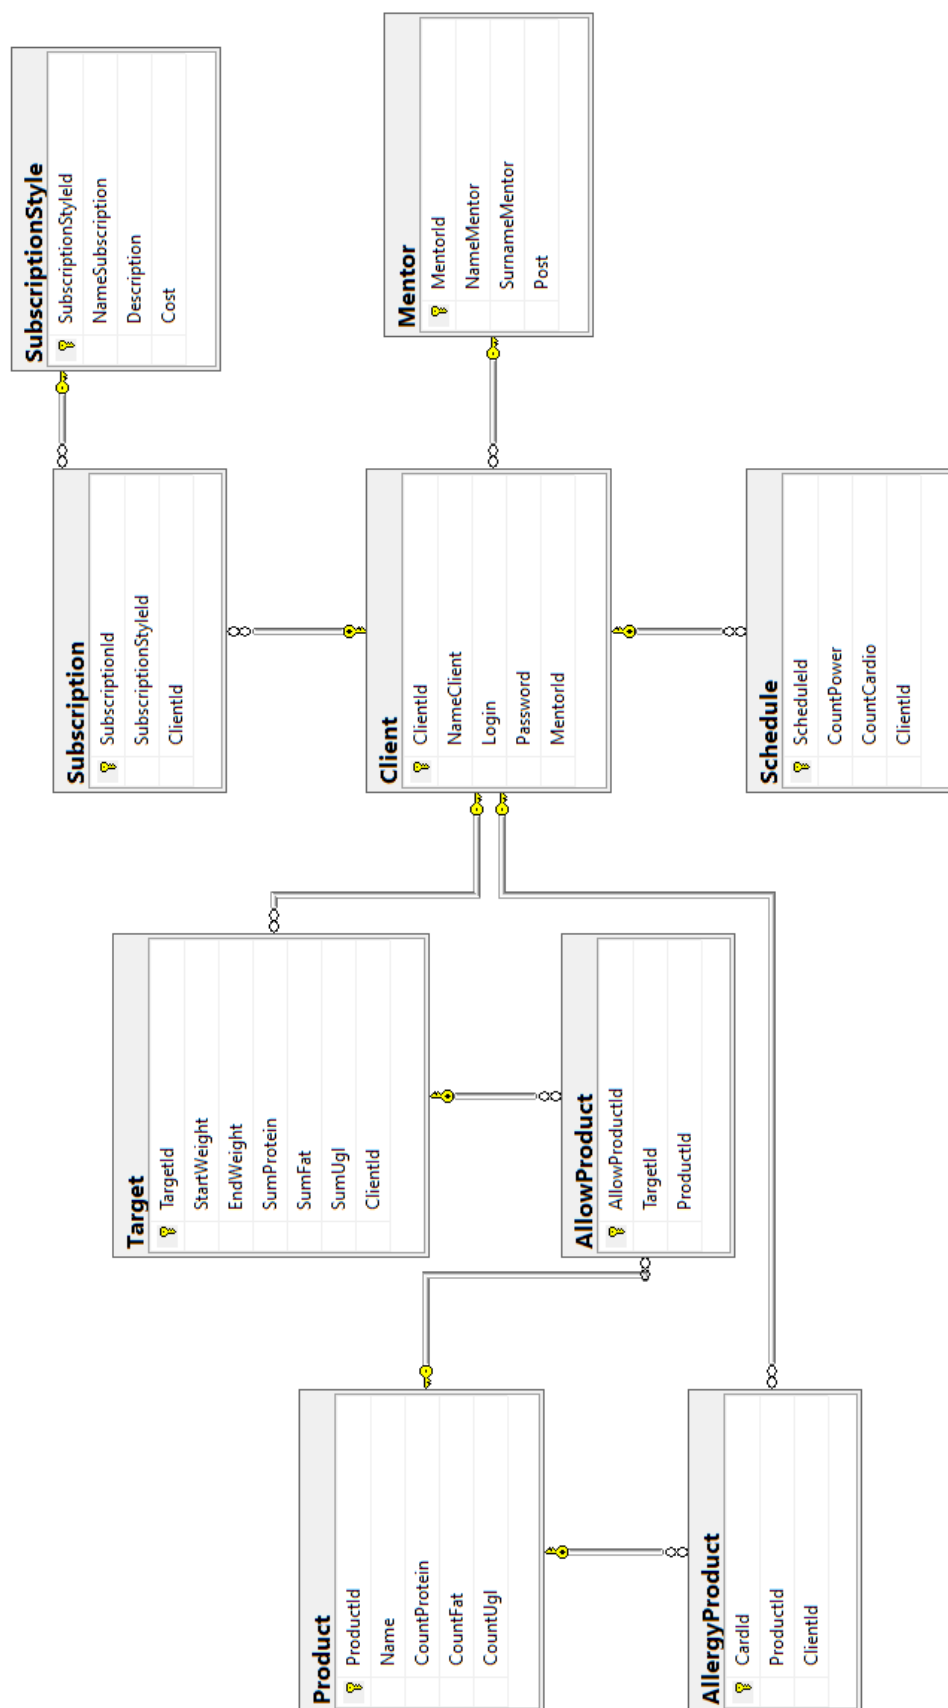 Product
ProductId
Name
CountProtein
CountFat
CountUgl
AllergyProduct
CardId
ProductId
ClientId
Target
TargetId
StartWeight
EndWeight
SumProtein
SumFat
SumUgl
ClientId
AllowProduct
AllowProductId
TargetId
ProductId
Subscription
SubscriptionId
SubscriptionStyleId
ClientId
Client
ClientId
NameClient
Login
Password
MentorId
Schedule
ScheduleId
CountPower
CountCardio
ClientId
SubscriptionStyle
SubscriptionStyleId
NameSubscription
Description
Cost
Mentor
MentorId
NameMentor
SurnameMentor
Post